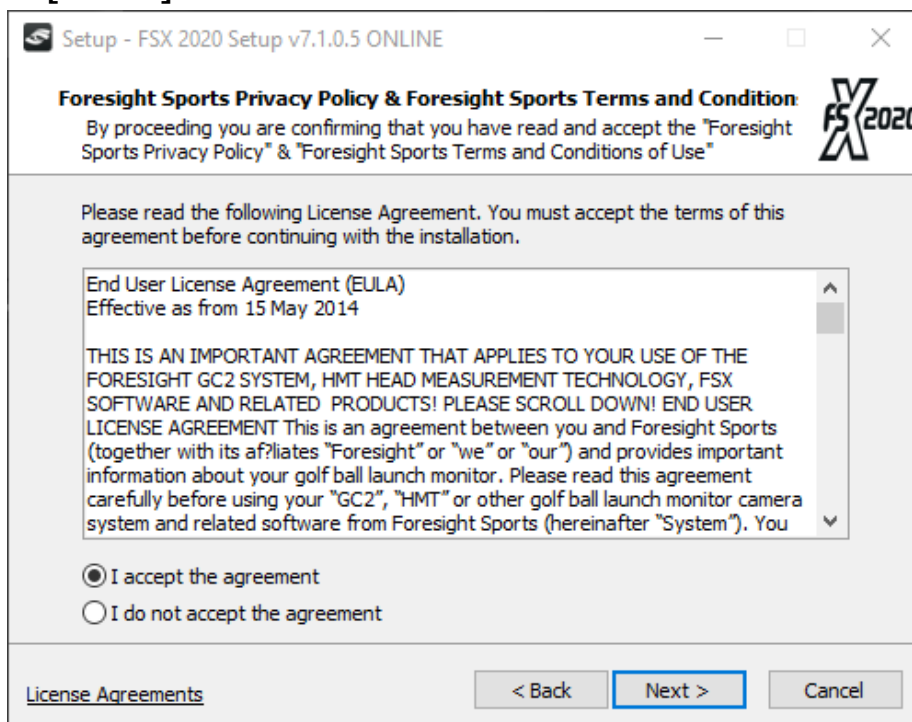 Setup - FSX 2020 Setup v7.1.0.5 ONLINE
Foresight Sports Privacy Policy & Foresight Sports Terms and Condition
By proceeding you are confirming that you have read and accept the "Foresight
Sports Privacy Policy" & "Foresight Sports Terms and Conditions of Use"
FS X 2020
Please read the following License Agreement. You must accept the terms of this
agreement before continuing with the installation.
End User License Agreement (EULA)
Effective as from 15 May 2014
THIS IS AN IMPORTANT AGREEMENT THAT APPLIES TO YOUR USE OF THE
FORESIGHT GC2 SYSTEM, HMT HEAD MEASUREMENT TECHNOLOGY, FSX
SOFTWARE AND RELATED PRODUCTS! PLEASE SCROLL DOWN! END USER
LICENSE AGREEMENT This is an agreement between you and Foresight Sports
(together with its af?liates “Foresight” or “we” or “our”) and provides important
information about your golf ball launch monitor. Please read this agreement
carefully before using your “GC2”, “HMT” or other golf ball launch monitor camera
system and related software from Foresight Sports (hereinafter “System”). You
I accept the agreement
I do not accept the agreement
License Agreements
< Back
Next >
Cancel